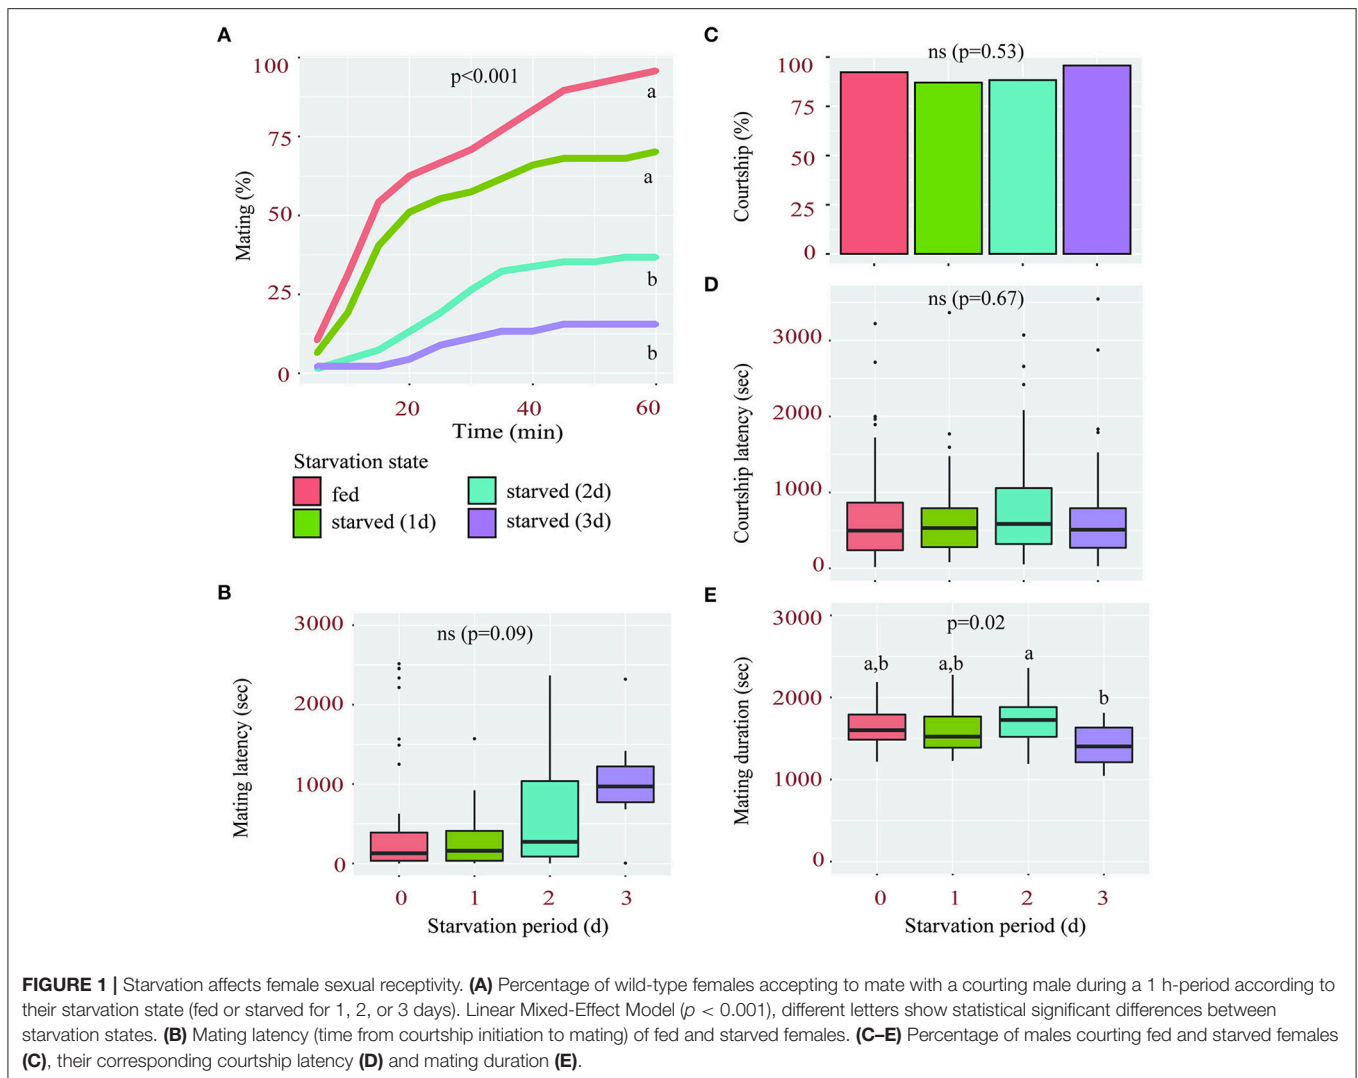 A
100
75
50
25
0
Mating (%)
p<0.001
a
a
b
b
20
40
60
Time (min)
Starvation state
fed
starved (1d)
starved (2d)
starved (3d)
B
3000
2000
1000
0
Mating latency (sec)
ns (p=0.09)
0
1
2
3
Starvation period (d)
C
100
75
50
25
0
Courtship (%)
ns (p=0.53)
D
3000
2000
1000
0
Courtship latency (sec)
ns (p=0.67)
E
3000
2000
1000
0
Mating duration (sec)
p=0.02
a,b
a,b
a
b
0
1
2
3
Starvation period (d)
FIGURE 1 | Starvation affects female sexual receptivity. (A) Percentage of wild-type females accepting to mate with a courting male during a 1 h-period according to
their starvation state (fed or starved for 1, 2, or 3 days). Linear Mixed-Effect Model (p < 0.001), different letters show statistical significant differences between
starvation states. (B) Mating latency (time from courtship initiation to mating) of fed and starved females. (C–E) Percentage of males courting fed and starved females
(C), their corresponding courtship latency (D) and mating duration (E).